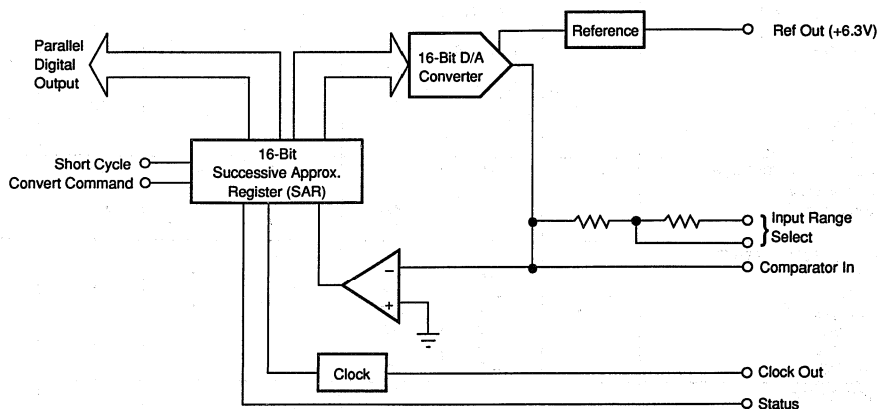 Parallel
Digital
Output
16-Bit D/A
Converter
Reference
Ref Out (+6.3V)
Short Cycle
Convert Command
16-Bit
Successive Approx.
Register (SAR)
Input Range
Select
–
+
Comparator In
Clock
Clock Out
Status